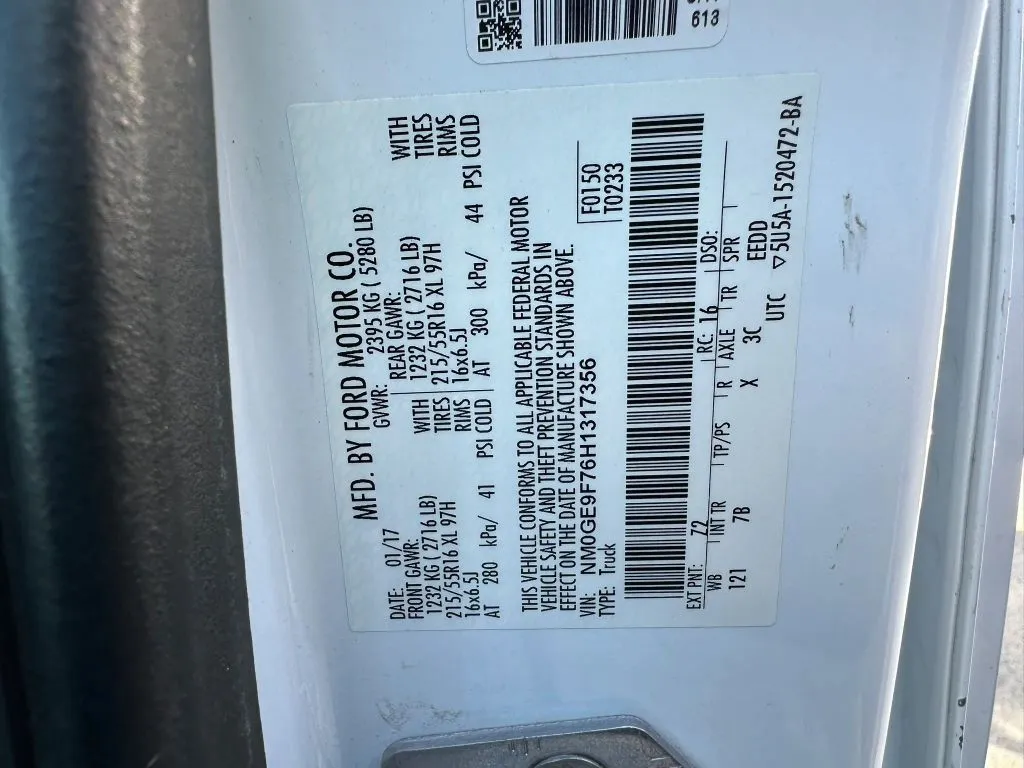 613
MFD. BY FORD MOTOR CO.
DATE: 01/17 GVWR: 2395 KG ( 5280 LB)
FRONT GAWR: REAR GAWR:
1232 KG ( 2716 LB) WITH 1232 KG ( 2716 LB) WITH
215/55R16 XL 97H TIRES 215/55R16 XL 97H TIRES
16x6.5J RIMS 16x6.5J RIMS
AT 280 kPa/ 41 PSI COLD AT 300 kPa/ 44 PSI COLD
THIS VEHICLE CONFORMS TO ALL APPLICABLE FEDERAL MOTOR
VEHICLE SAFETY AND THEFT PREVENTION STANDARDS IN
EFFECT ON THE DATE OF MANUFACTURE SHOWN ABOVE.
VIN: NM0GE9F76H1317356 F0150
TYPE: Truck T0233
EXT PNT: Z2 RC: 16 DSO:
WB INT TR TP/PS R AXLE TR SPR
121 7B X 3C EEDD
UTC ▽5U5A-1520472-BA